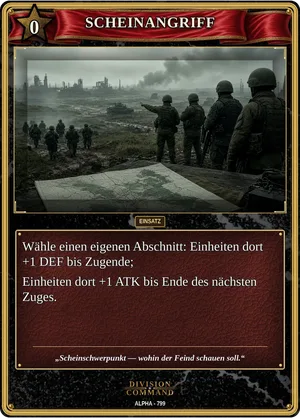 0
SCHEINANGRIFF
EINSATZ
Wähle einen eigenen Abschnitt: Einheiten dort
+1 DEF bis Zugende;
Einheiten dort +1 ATK bis Ende des nächsten
Zuges.
„Scheinschwerpunkt — wohin der Feind schauen soll.“
DIVISION
COMMAND
ALPHA - 799